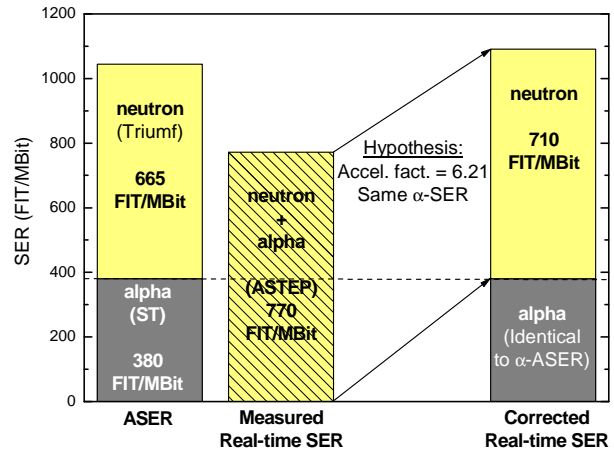 SER (FIT/MBit)
1200
1000
800
600
400
200
0
neutron
(Triumf)
665
FIT/MBit
alpha
(ST)
380
FIT/MBit
neutron
+
alpha
(ASTEP)
770
FIT/MBit
Hypothesis:
Accel. fact. = 6.21
Same α-SER
neutron
710
FIT/MBit
alpha
(Identical
to α-ASER)
ASER
Measured
Real-time SER
Corrected
Real-time SER